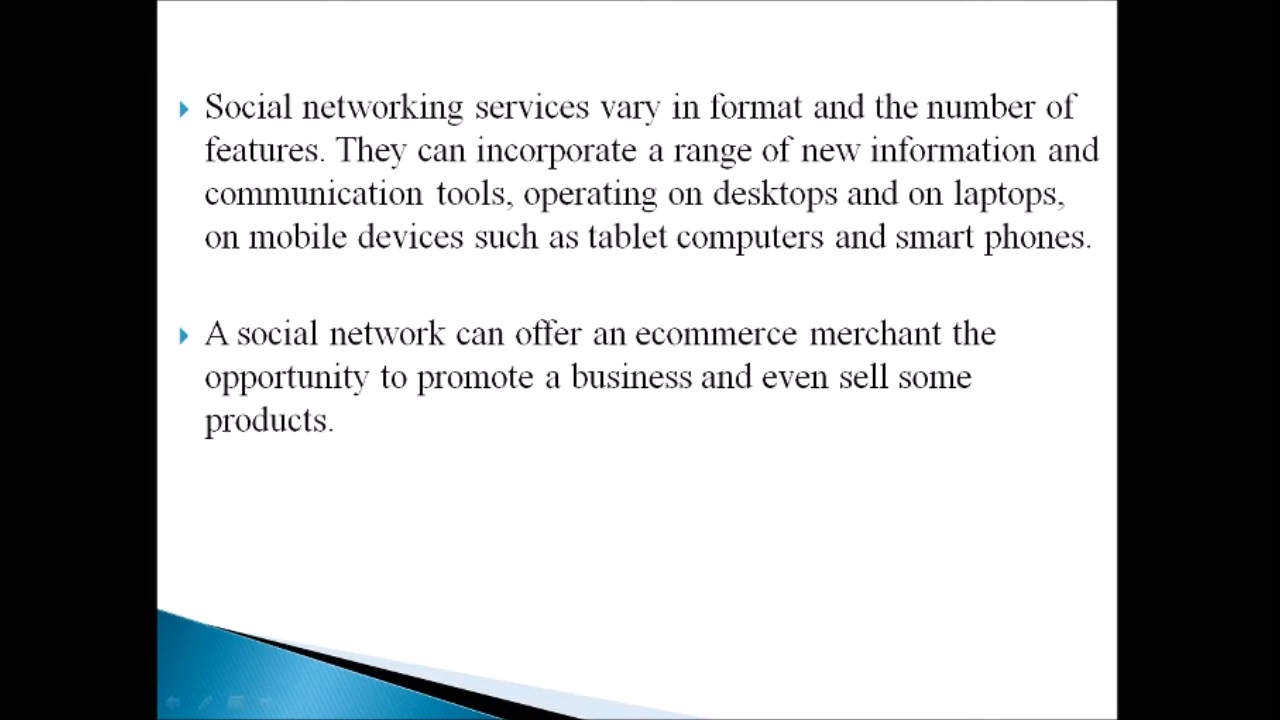 Social networking services vary in format and the number of
features. They can incorporate a range of new information and
communication tools, operating on desktops and on laptops,
on mobile devices such as tablet computers and smart phones.
A social network can offer an ecommerce merchant the
opportunity to promote a business and even sell some
products.